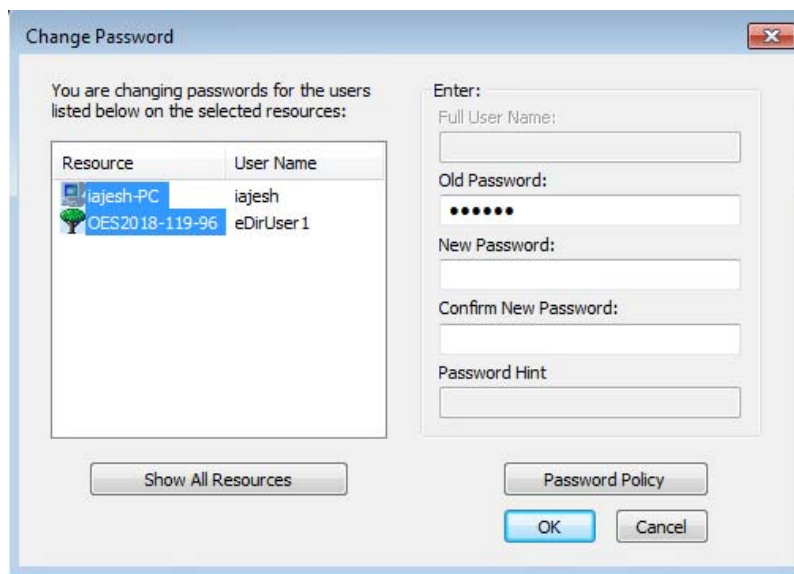 Change Password
You are changing passwords for the users
listed below on the selected resources:
Resource User Name
iajesh-PC iajesh
OES2018-119-96 eDirUser1
Show All Resources
Enter:
Full User Name:
Old Password:
••••••
New Password:
Confirm New Password:
Password Hint
Password Policy
OK Cancel